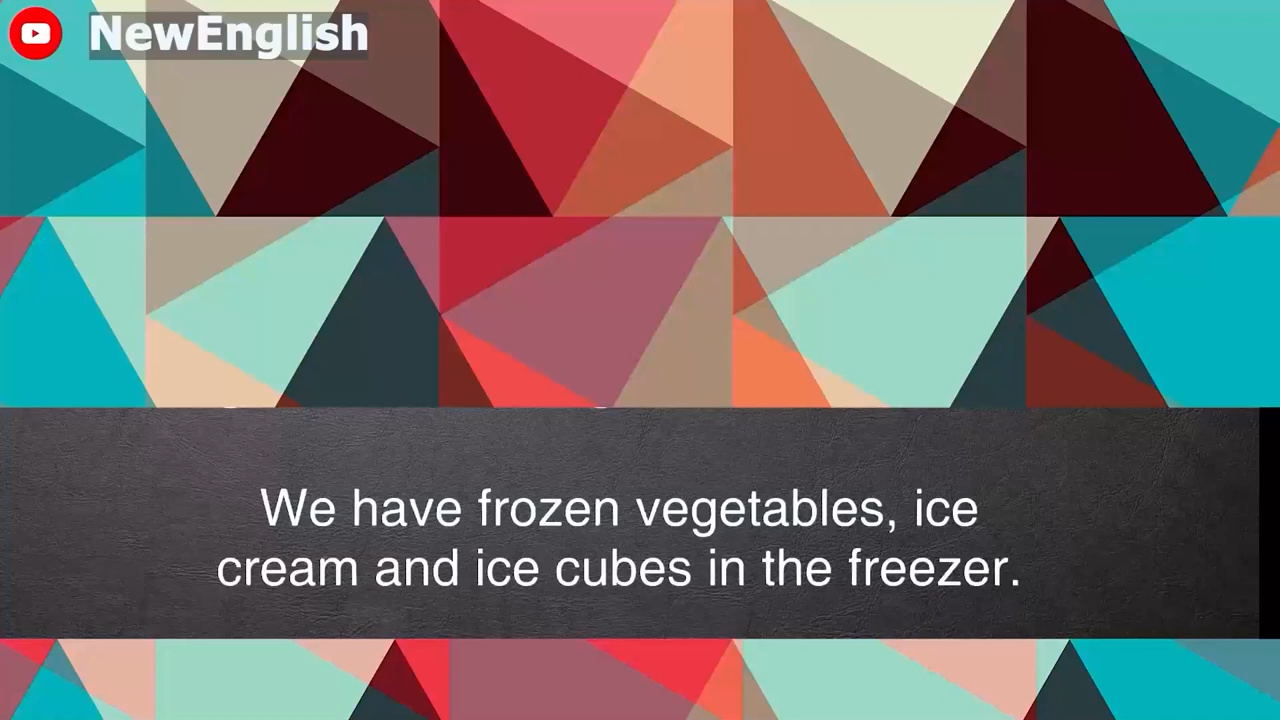 NewEnglish
We have frozen vegetables, ice
cream and ice cubes in the freezer.